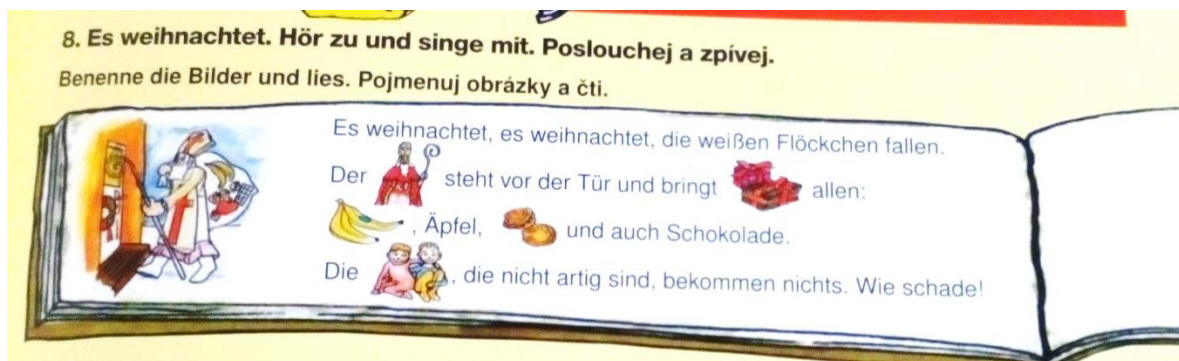 8. Es weihnachtet. Hör zu und singe mit. Poslouchej a zpívej.
Benenne die Bilder und lies. Pojmenuj obrázky a čti.
Es weihnachtet, es weihnachtet, die weißen Flöckchen fallen.
Der steht vor der Tür und bringt allen:
, Äpfel, und auch Schokolade.
Die , die nicht artig sind, bekommen nichts. Wie schade!